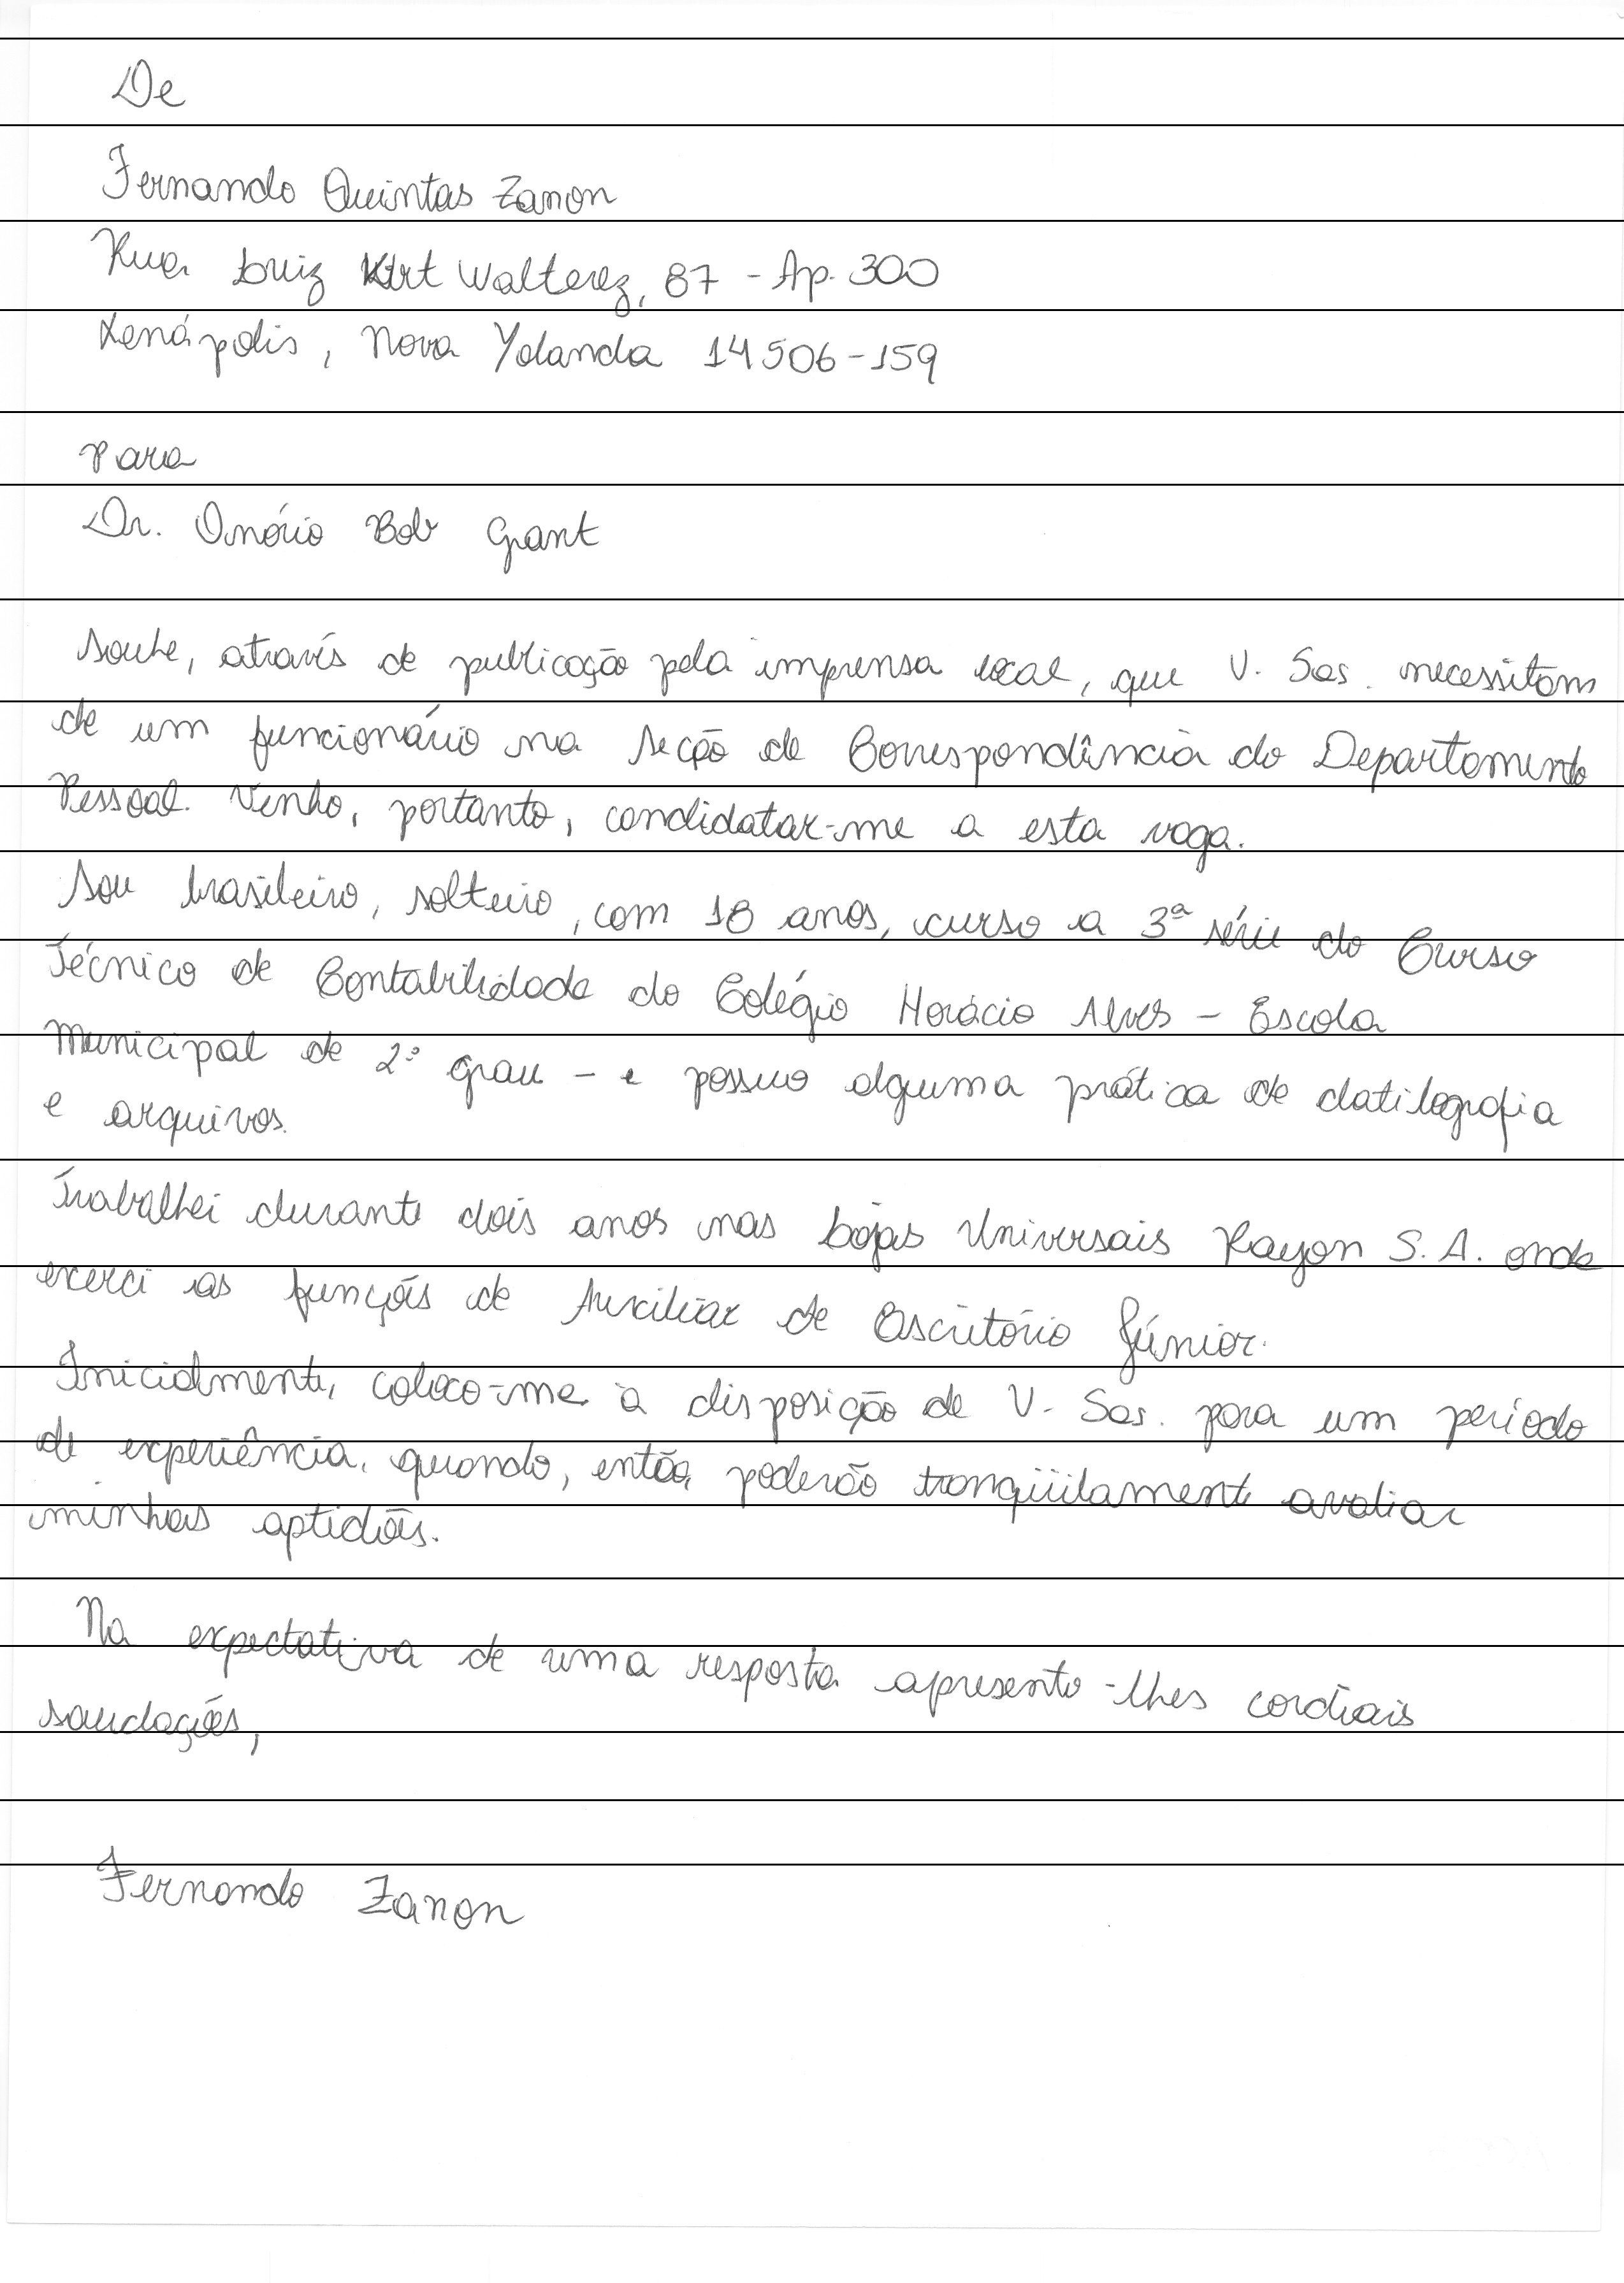 De
Fernando Quintas Zanon
Rua Luiz Kirt Walterez, 87 - Ap. 300
Xenápolis, Nova Yolanda 14506-159
para
Dr. Onório Bob Grant
Soube, através de publicação pela imprensa local, que V. Sas. necessitam
de um funcionário na Secção de Correspondência do Departamento
Pessoal. Venho, portanto, candidatar-me a esta vaga.
Sou brasileiro, solteiro, com 18 anos, curso a 3ª série do Curso
Técnico de Contabilidade do Colégio Horácio Alves - Escola
Municipal de 2º grau - e possuo alguma prática de datilografia
e arquivos.
Trabalhei durante dois anos nas Lojas Universais Rayon S. A. onde
exerci as funções de Auxiliar de Escritório Júnior.
Inicialmente, coloco-me à disposição de V. Sas. para um período
de experiência, quando, então, poderão tranqüilamente avaliar
minhas aptidões.
Na expectativa de uma resposta apresento-lhes cordiais
saudações,
Fernando Zanon